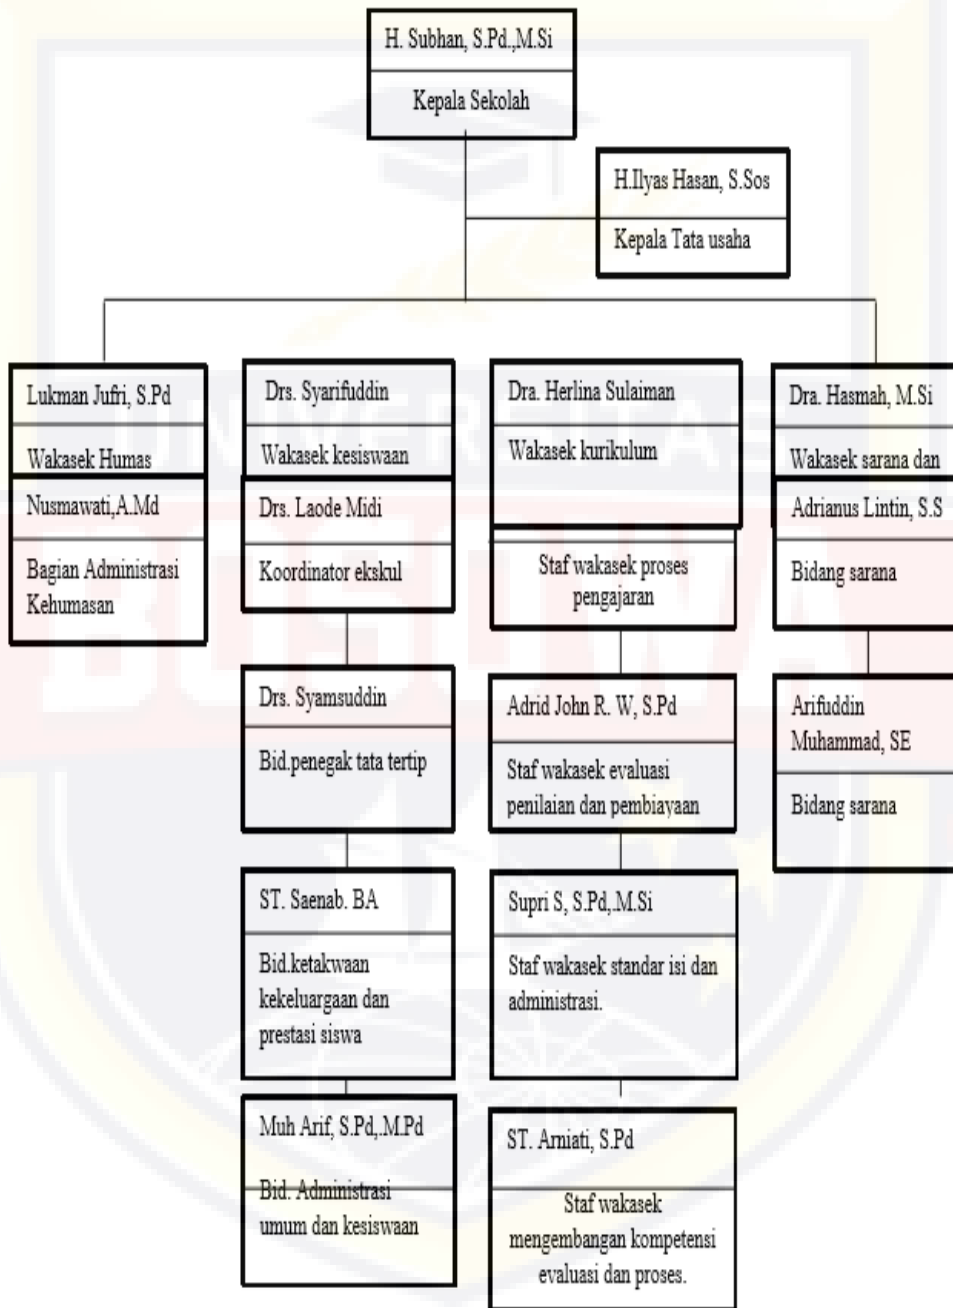 H. Subhan, S.Pd.,M.Si
Kepala Sekolah
H.Ilyas Hasan, S.Sos
Kepala Tata usaha
Lukman Jufri, S.Pd
Wakasek Humas
Nusmawati,A.Md
Bagian Administrasi
Kehumasan
Drs. Syarifuddin
Wakasek kesiswaan
Drs. Laode Midi
Koordinator ekskul
Drs. Syamsuddin
Bid.penegak tata tertip
ST. Saenab. BA
Bid.ketakwaan
kekeluargaan dan
prestasi siswa
Muh Arif, S.Pd,.M.Pd
Bid. Administrasi
umum dan kesiswaan
Dra. Herlina Sulaiman
Wakasek kurikulum
Staf wakasek proses
pengajaran
Adrid John R. W, S.Pd
Staf wakasek evaluasi
penilaian dan pembiayaan
Supri S, S.Pd,.M.Si
Staf wakasek standar isi dan
administrasi.
ST. Arniati, S.Pd
Staf wakasek
mengembangan kompetensi
evaluasi dan proses.
Dra. Hasmah, M.Si
Wakasek sarana dan
Adrianus Lintin, S.S
Bidang sarana
Arifuddin
Muhammad, SE
Bidang sarana
UNIVERSITAS
BOSOWA